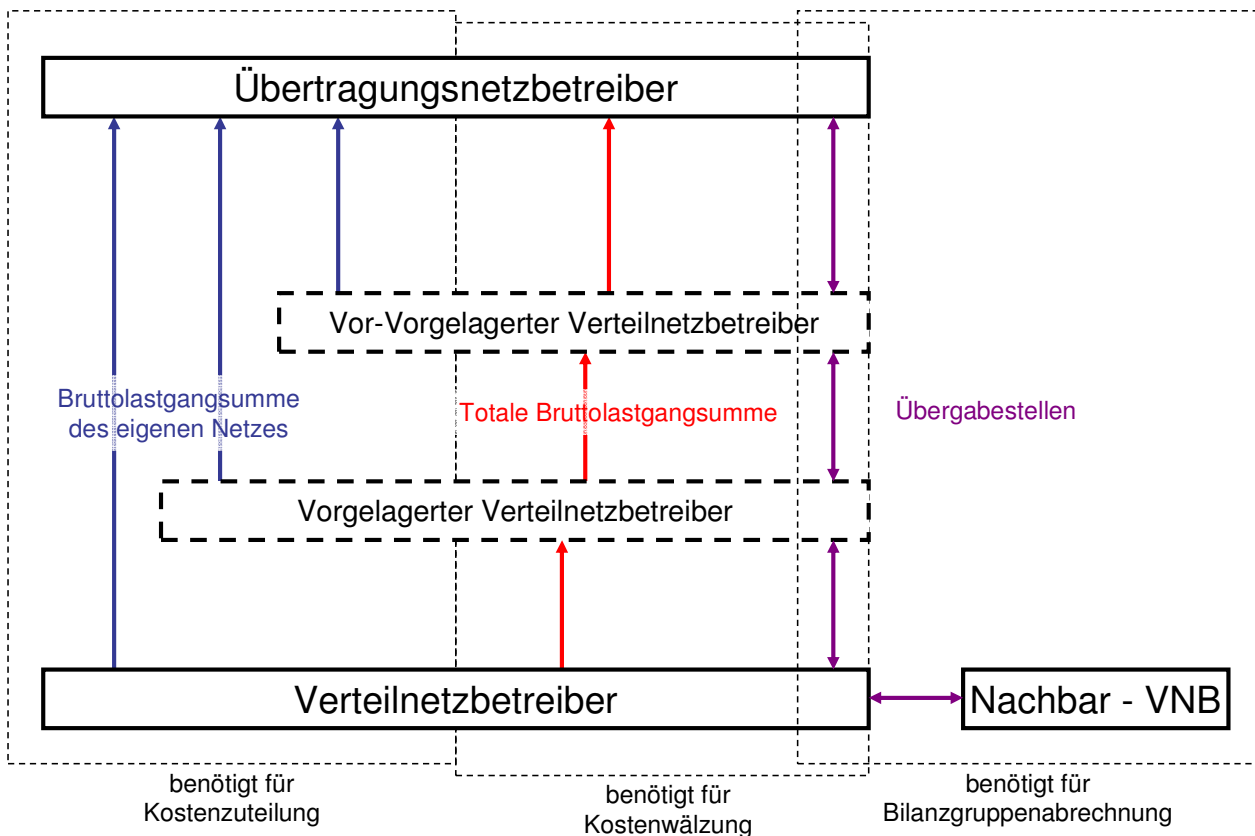 Übertragungsnetzbetreiber
Vor-Vorgelagerter Verteilnetzbetreiber
Bruttolastgangsumme
des eigenen Netzes
Totale Bruttolastgangsumme
Übergabestellen
Vorgelagerter Verteilnetzbetreiber
Verteilnetzbetreiber
Nachbar - VNB
benötigt für
Kostenzuteilung
benötigt für
Kostenwälzung
benötigt für
Bilanzgruppenabrechnung